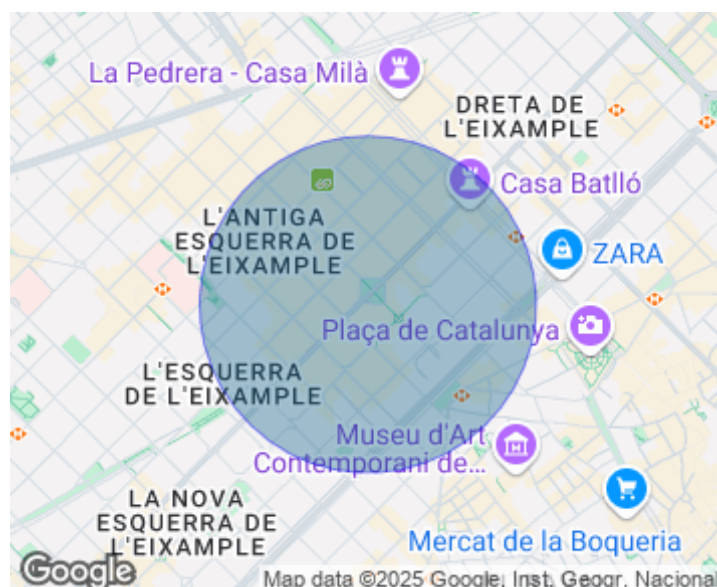 La Pedrera - Casa Milà
DRETA DE
L'EIXAMPLE
Casa Batlló
L'ANTIGA
ESQUERRA DE
L'EIXAMPLE
ZARA
Plaça de Catalunya
L'ESQUERRA
DE L'EIXAMPLE
Museu d'Art
Contemporani de...
LA NOVA
ESQUERRA DE
L'EIXAMPLE
Mercat de la Boqueria
Google
Map data ©2025 Google, Inst. Geogr. Nacional